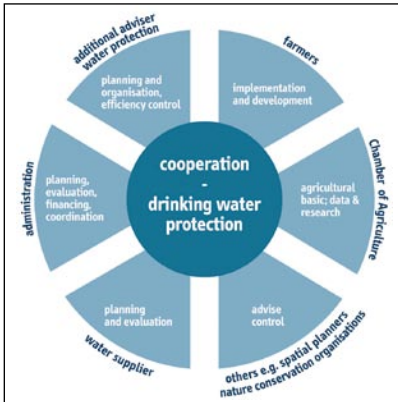 additional adviser
water protection
planning and
organisation,
efficiency control
farmers
implementation
and development
Chamber of Agriculture
agricultural
basic; data &
research
others e.g. spatial planners
nature conservation organisations
advise
control
water supplier
planning
and evaluation
administration
planning,
evaluation,
financing,
coordination
cooperation
-
drinking water
protection